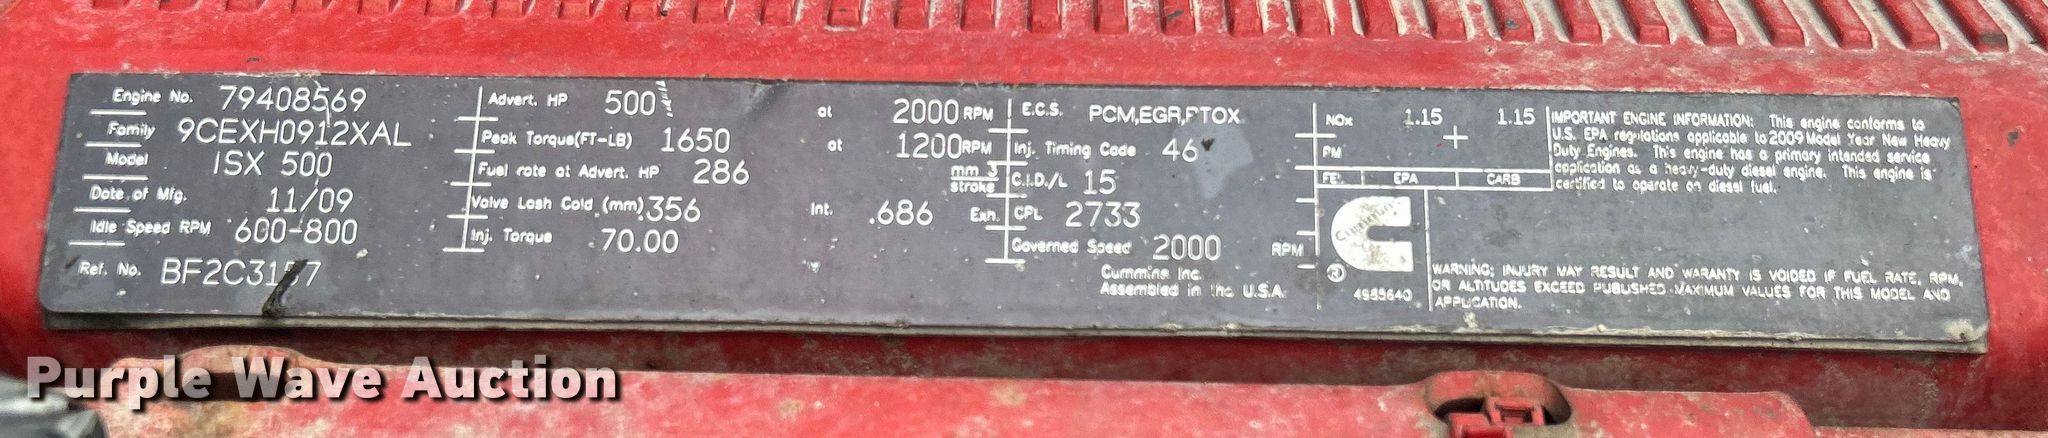 Engine No. 79408569
Family 9CEXH0912XAL
Model ISX 500
Date of Mfg. 11/09
Idle Speed RPM 600-800
Ref. No. BF2C3157
Advert. HP 500 at 2000 RPM
Peak Torque(FT-LB) 1650 at 1200 RPM
Fuel rate at Advert. HP 286 mm 3
stroke
Valve Lash Cold (mm) .356 Int. .686 Exh.
Inj. Torque 70.00
E.C.S. PCM,EGR,PTOX
Inj. Timing Code 46
C.I.D./L 15
CPL 2733
Governed Speed 2000 RPM
Cummins Inc.
Assembled in the U.S.A.
NOx 1.15 1.15
PM
FEL EPA CARB
Cummins
®
IMPORTANT ENGINE INFORMATION: This engine conforms to
U.S. EPA regulations applicable to 2009 Model Year New Heavy
Duty Engines. This engine has a primary intended service
application as a heavy-duty diesel engine. This engine is
certified to operate on diesel fuel.
WARNING: INJURY MAY RESULT AND WARANTY IS VOIDED IF FUEL RATE, RPM,
OR ALTITUDES EXCEED PUBLISHED MAXIMUM VALUES FOR THIS MODEL AND
APPLICATION.
Purple Wave Auction